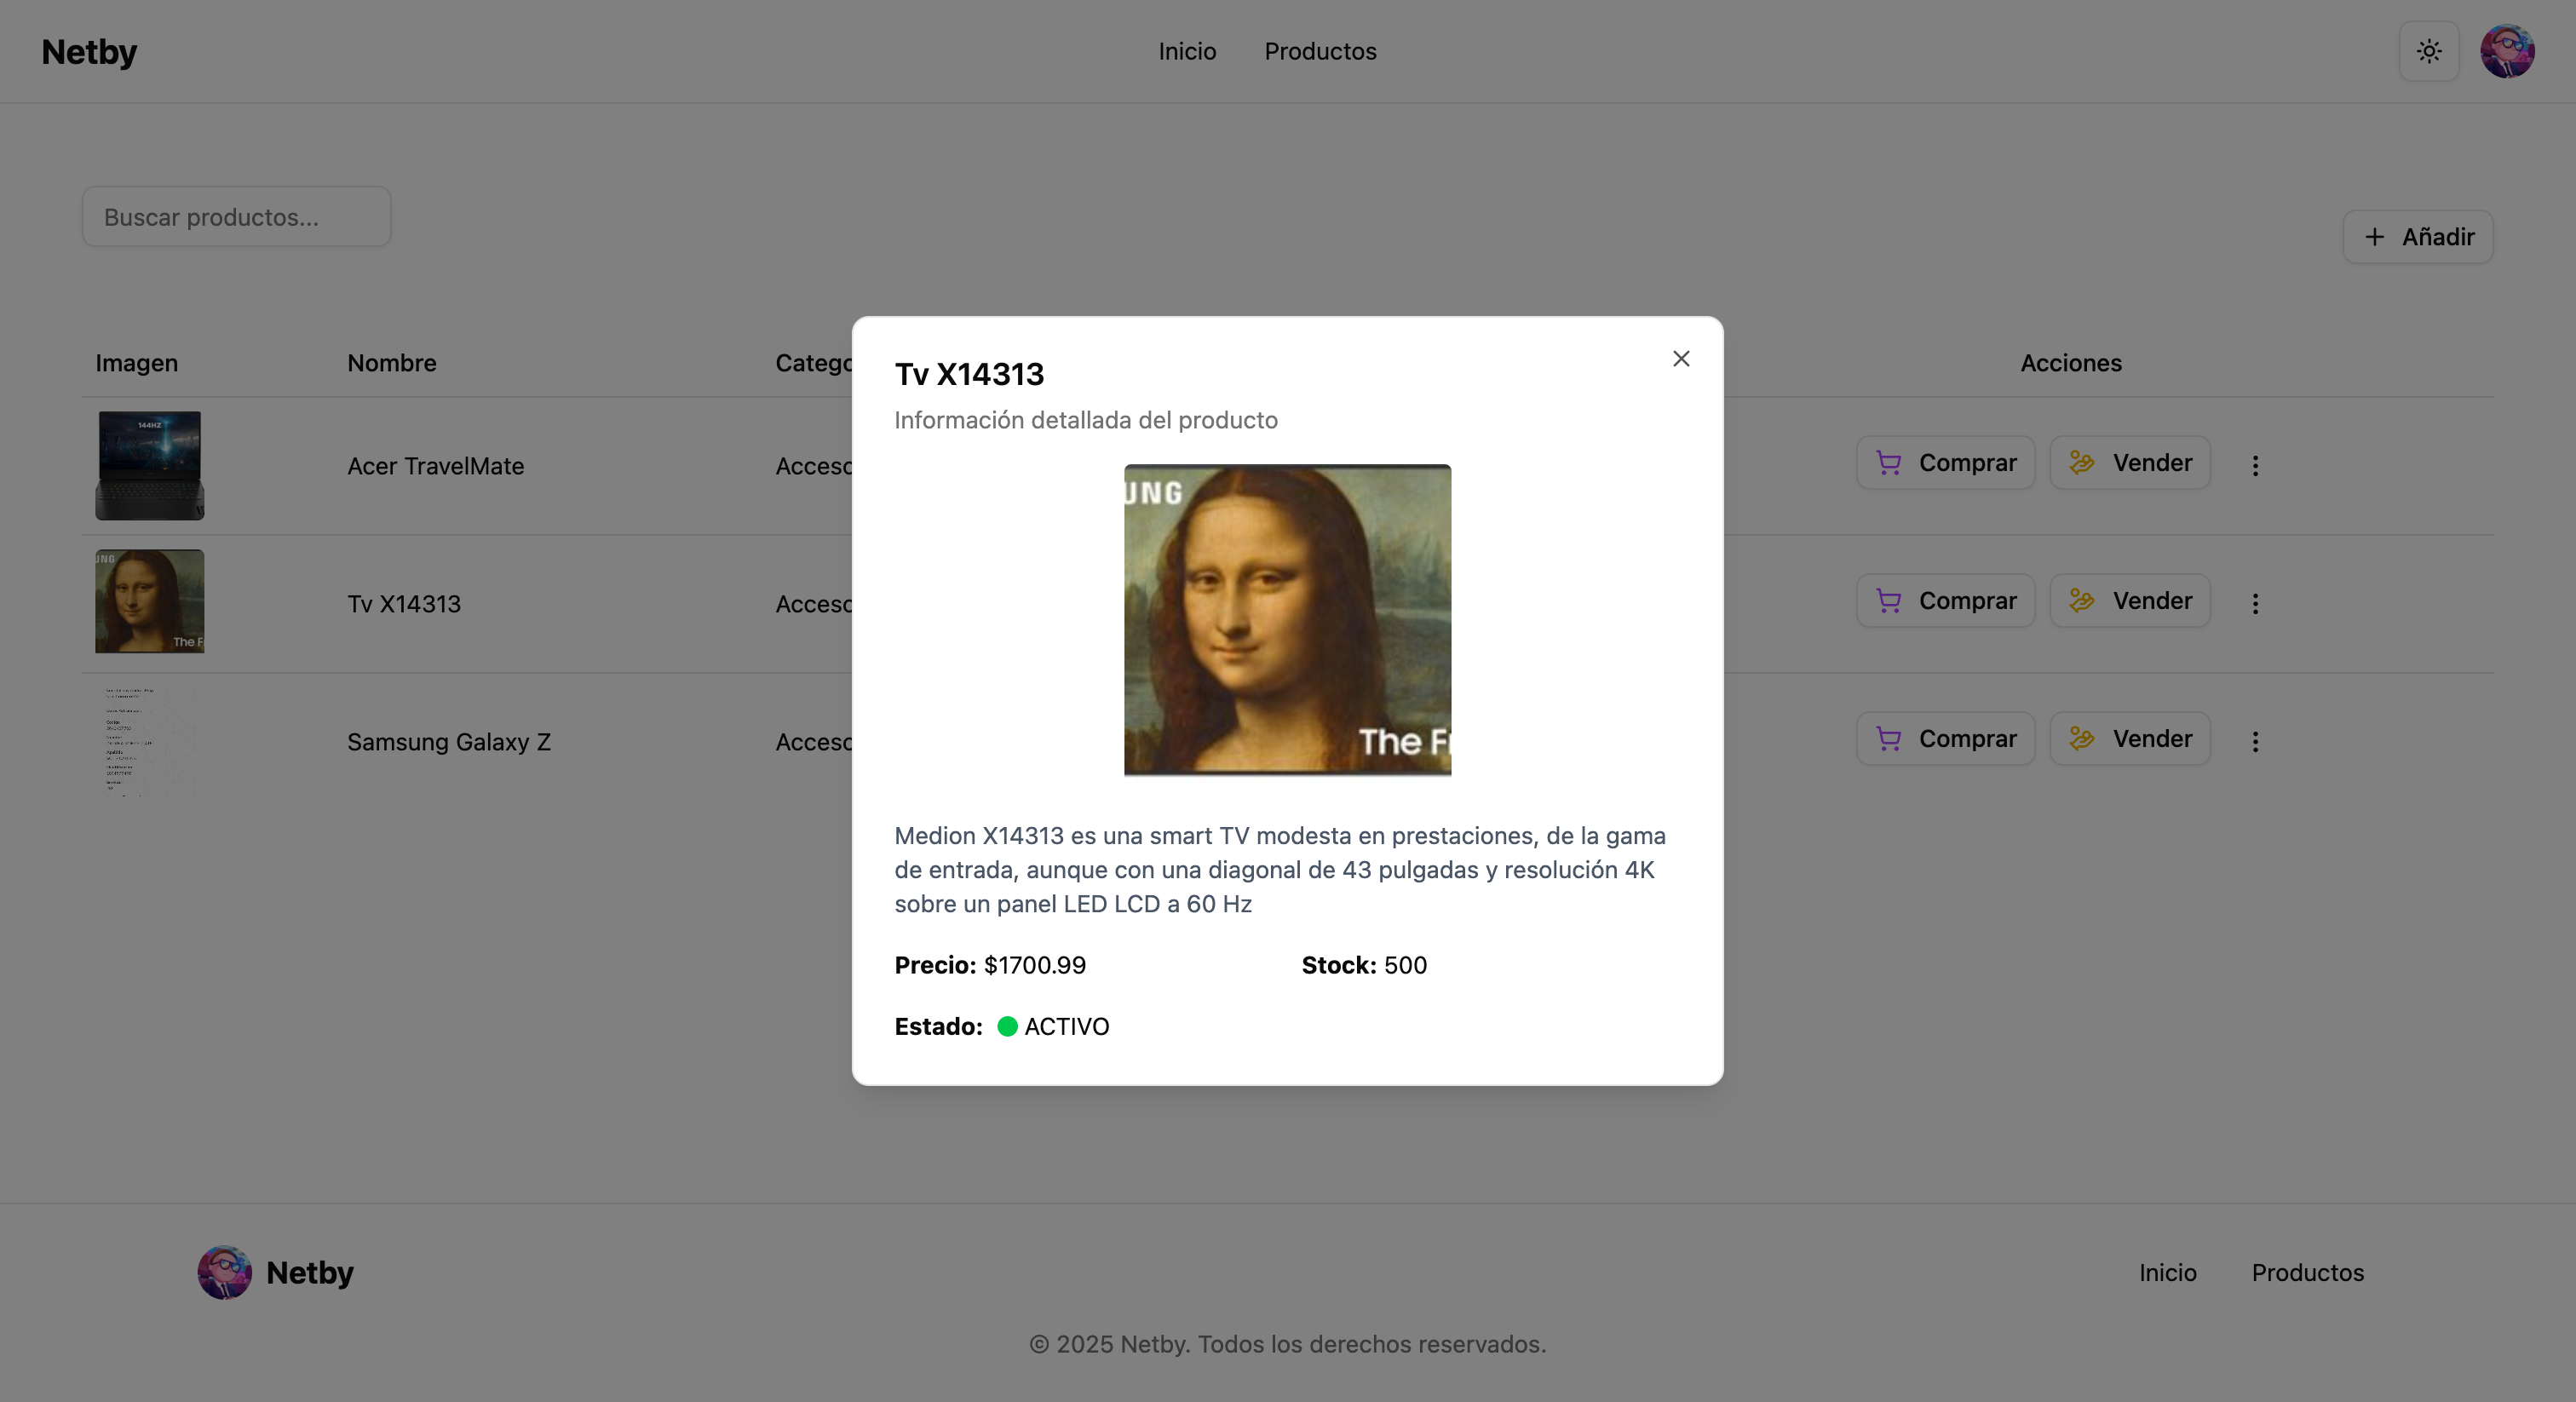 Netby
Inicio
Productos
Buscar productos...
+ Añadir
Imagen
Nombre
Acciones
144HZ
Acer TravelMate
Comprar
Vender
UNG
The F
Tv X14313
Comprar
Vender
Samsung Galaxy Z
Comprar
Vender
Tv X14313
Información detallada del producto
UNG
The F
Medion X14313 es una smart TV modesta en prestaciones, de la gama
de entrada, aunque con una diagonal de 43 pulgadas y resolución 4K
sobre un panel LED LCD a 60 Hz
Precio: $1700.99
Stock: 500
Estado: ACTIVO
Netby
Inicio
Productos
© 2025 Netby. Todos los derechos reservados.